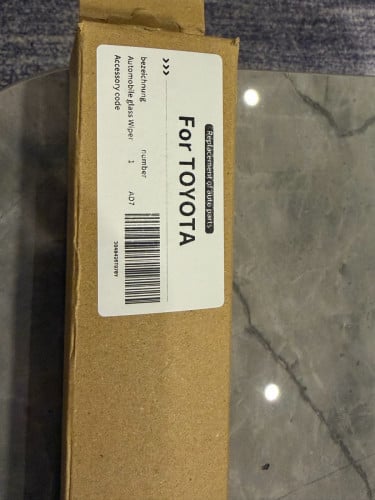 Replacement of auto parts
For TOYOTA
>>>
bezeichnung number AD7
Automobile glass Wiper 1
Accessory code